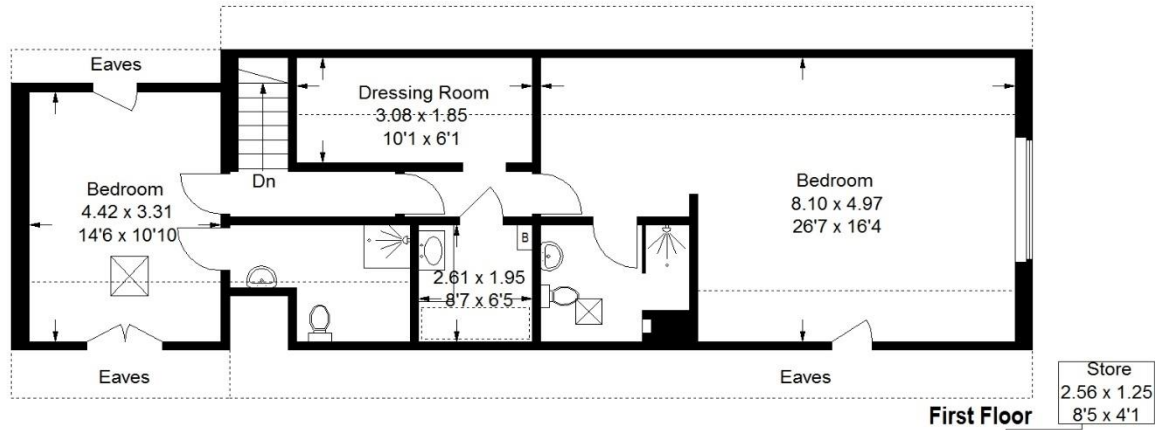 Eaves
Dressing Room
3.08 x 1.85
10'1 x 6'1
Dn
Bedroom
4.42 x 3.31
14'6 x 10'10
Bedroom
8.10 x 4.97
26'7 x 16'4
B
2.61 x 1.95
8'7 x 6'5
Eaves
Eaves
First Floor
Store
2.56 x 1.25
8'5 x 4'1